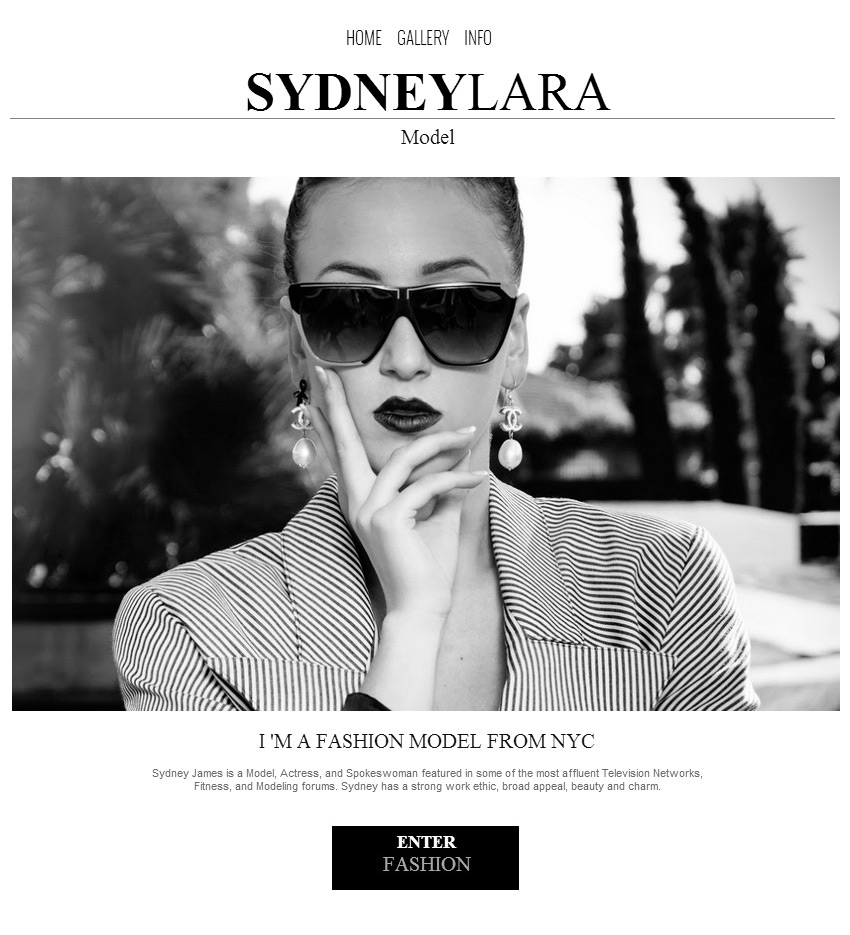 HOME GALLERY INFO
SYDNEYLARA
Model
I 'M A FASHION MODEL FROM NYC
Sydney James is a Model, Actress, and Spokeswoman featured in some of the most affluent Television Networks,
Fitness, and Modeling forums. Sydney has a strong work ethic, broad appeal, beauty and charm.
ENTER
FASHION